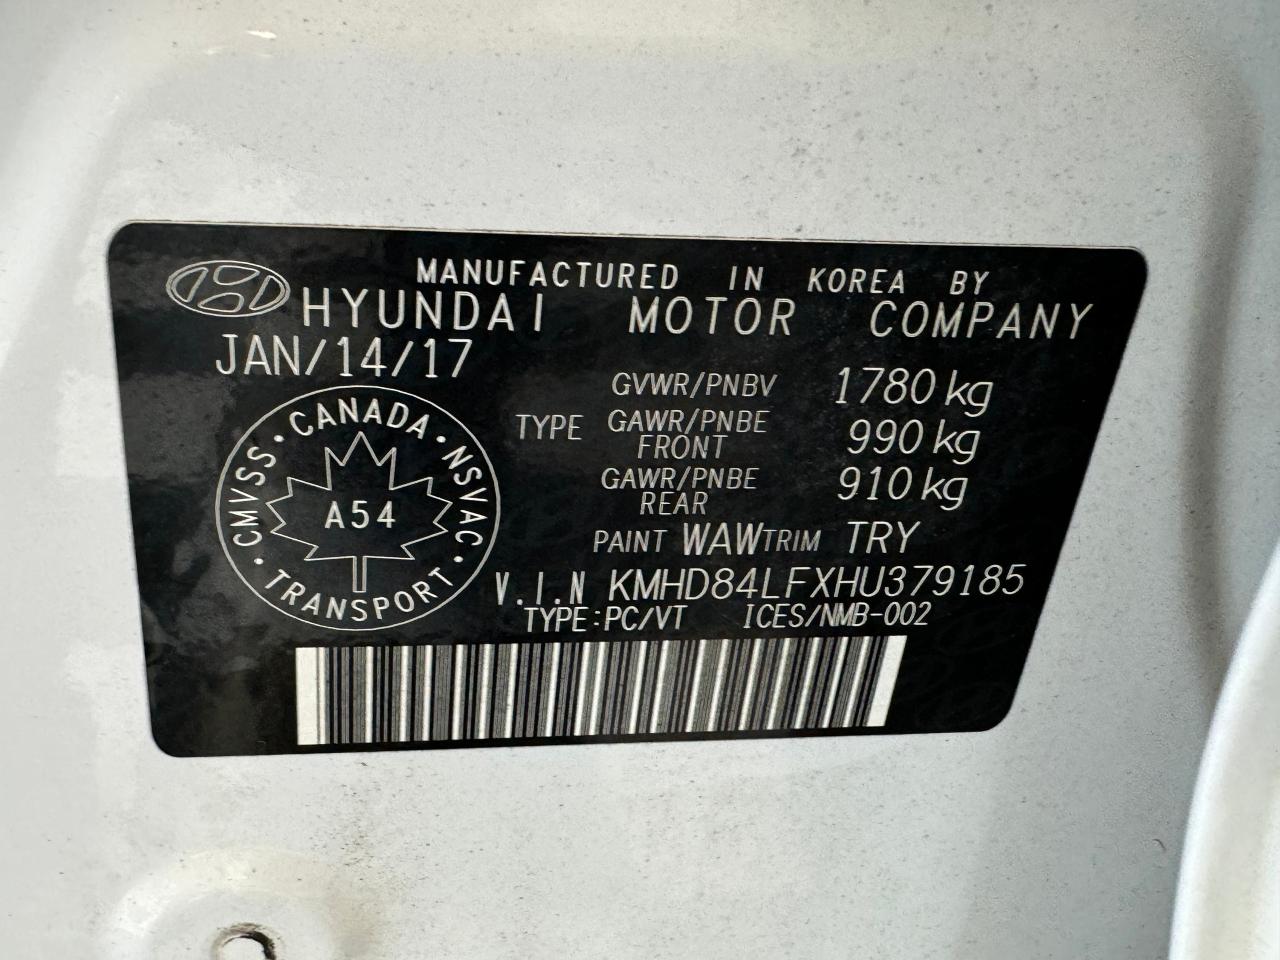 MANUFACTURED IN KOREA BY
HYUNDAI MOTOR COMPANY
JAN/14/17
GVWR/PNBV 1780 kg
TYPE GAWR/PNBE FRONT 990 kg
GAWR/PNBE REAR 910 kg
CANADA · NSVAC · TRANSPORT · CMVSS ·
A54
PAINT WAW TRIM TRY
V.I.N KMHD84LFXHU379185
TYPE:PC/VT ICES/NMB-002